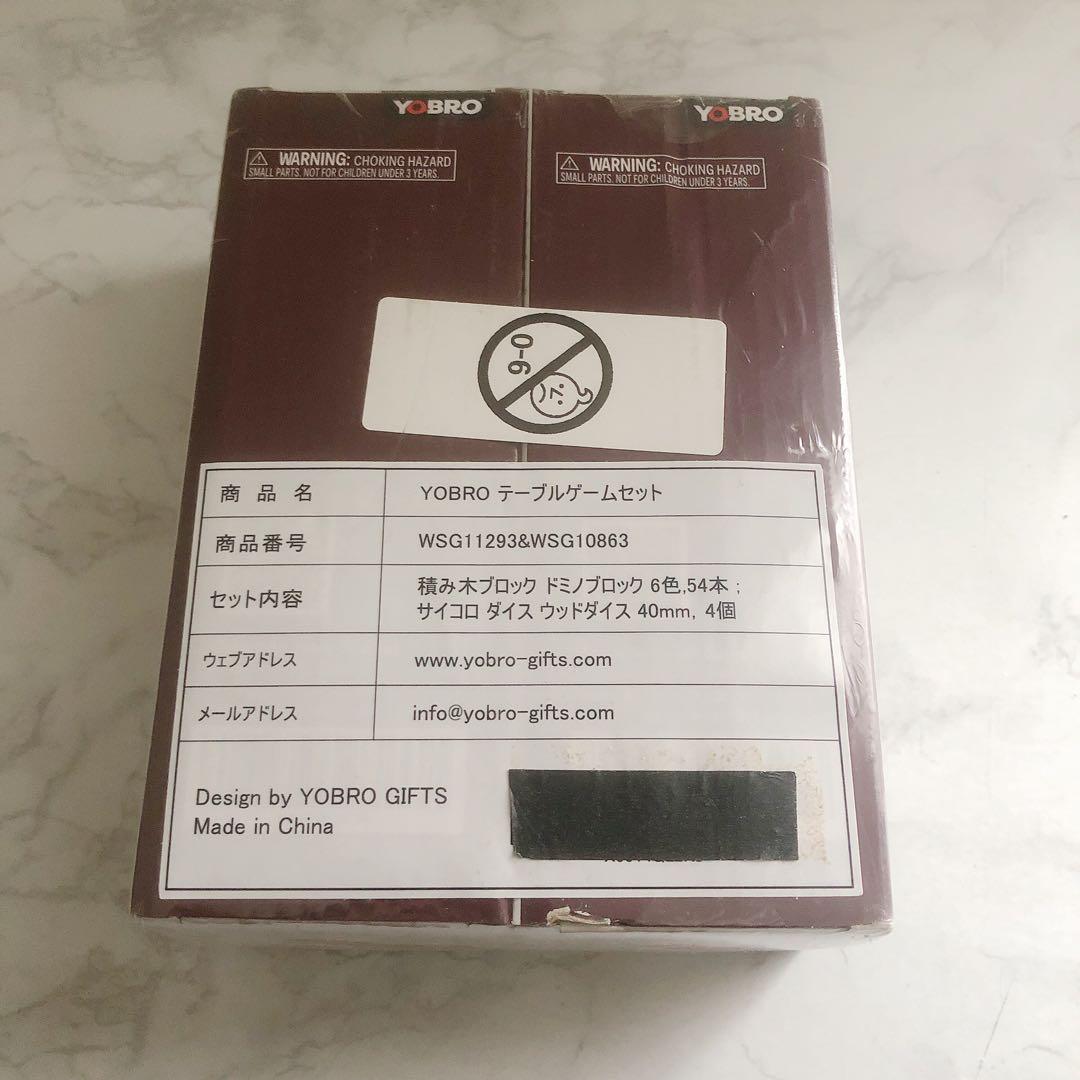 YOBRO
WARNING: CHOKING HAZARD
SMALL PARTS. NOT FOR CHILDREN UNDER 3 YEARS.
YOBRO
WARNING: CHOKING HAZARD
SMALL PARTS. NOT FOR CHILDREN UNDER 3 YEARS.
商品名 YOBRO テーブルゲームセット
商品番号 WSG11293&WSG10863
セット内容 積み木ブロック ドミノブロック 6色,54本 ;
サイコロ ダイス ウッドダイス 40mm, 4個
ウェブアドレス www.yobro-gifts.com
メールアドレス info@yobro-gifts.com
Design by YOBRO GIFTS
Made in China